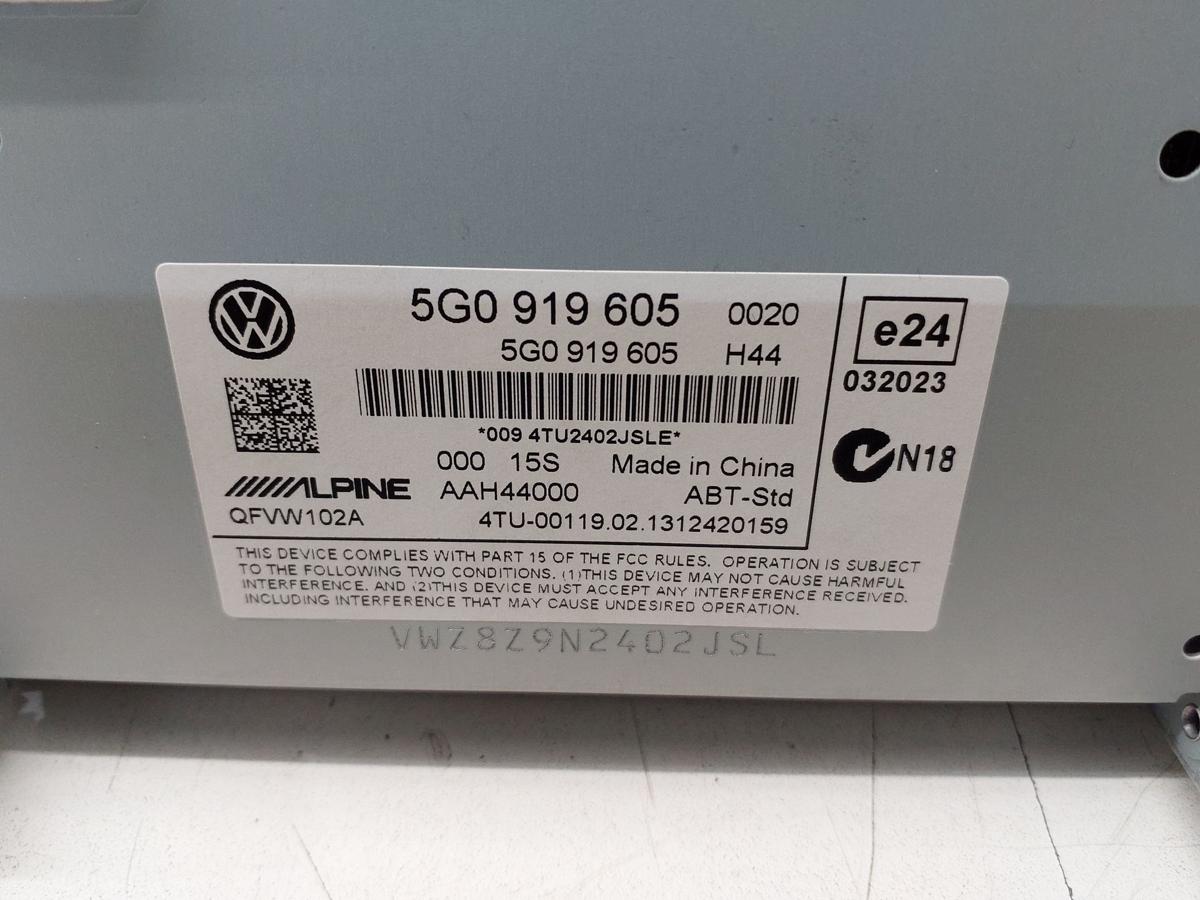 5G0 919 605 0020
5G0 919 605 H44
*009 4TU2402JSLE*
000 15S Made in China
ALPINE AAH44000 ABT-Std
QFVW102A 4TU-00119.02.1312420159
e24
032023
N18
THIS DEVICE COMPLIES WITH PART 15 OF THE FCC RULES. OPERATION IS SUBJECT
TO THE FOLLOWING TWO CONDITIONS. (1)THIS DEVICE MAY NOT CAUSE HARMFUL
INTERFERENCE. AND (2)THIS DEVICE MUST ACCEPT ANY INTERFERENCE RECEIVED.
INCLUDING INTERFERENCE THAT MAY CAUSE UNDESIRED OPERATION.
VWZ8Z9N2402JSL